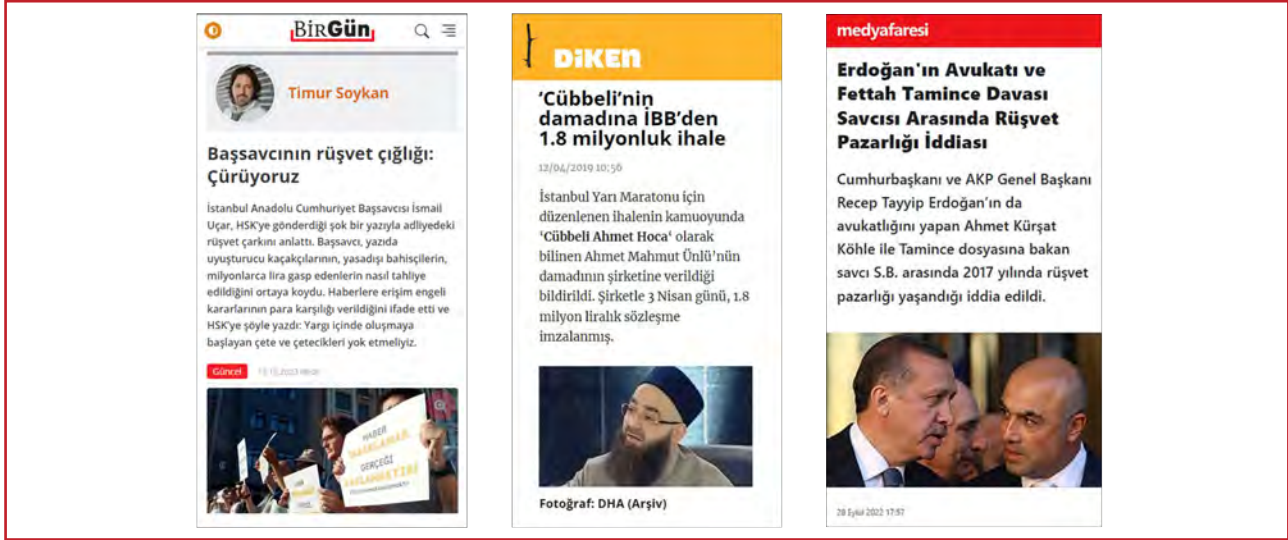 BİRGün
Timur Soykan
Başsavcının rüşvet çığlığı:
Çürüyoruz
İstanbul Anadolu Cumhuriyet Başsavcısı İsmail
Uçar, HSK'ye gönderdiği şok bir yazıyla adliyedeki
rüşvet çarkını anlattı. Başsavcı, yazıda
uyuşturucu kaçakçılarının, yasadışı bahisçilerin,
milyonlarca lira gasp edenlerin nasıl tahliye
edildiğini ortaya koydu. Haberlere erişim engeli
kararlarının para karşılığı verildiğini ifade etti ve
HSK'ye şöyle yazdı: Yargı içinde oluşmaya
başlayan çete ve çetecikleri yok etmeliyiz.
Güncel
HABER
GERÇEĞİ
DİKEN
'Cübbeli'nin
damadına İBB'den
1.8 milyonluk ihale
12/04/2019 10:56
İstanbul Yarı Maratonu için
düzenlenen ihalenin kamuoyunda
'Cübbeli Ahmet Hoca' olarak
bilinen Ahmet Mahmut Ünlü'nün
damadının şirketine verildiği
bildirildi. Şirketle 3 Nisan günü, 1.8
milyon liralık sözleşme
imzalanmış.
Fotoğraf: DHA (Arşiv)
medyafaresi
Erdoğan'ın Avukatı ve
Fettah Tamince Davası
Savcısı Arasında Rüşvet
Pazarlığı İddiası
Cumhurbaşkanı ve AKP Genel Başkanı
Recep Tayyip Erdoğan'ın da
avukatlığını yapan Ahmet Kürşat
Köhle ile Tamince dosyasına bakan
savcı S.B. arasında 2017 yılında rüşvet
pazarlığı yaşandığı iddia edildi.
28 Eylül 2022 17:57